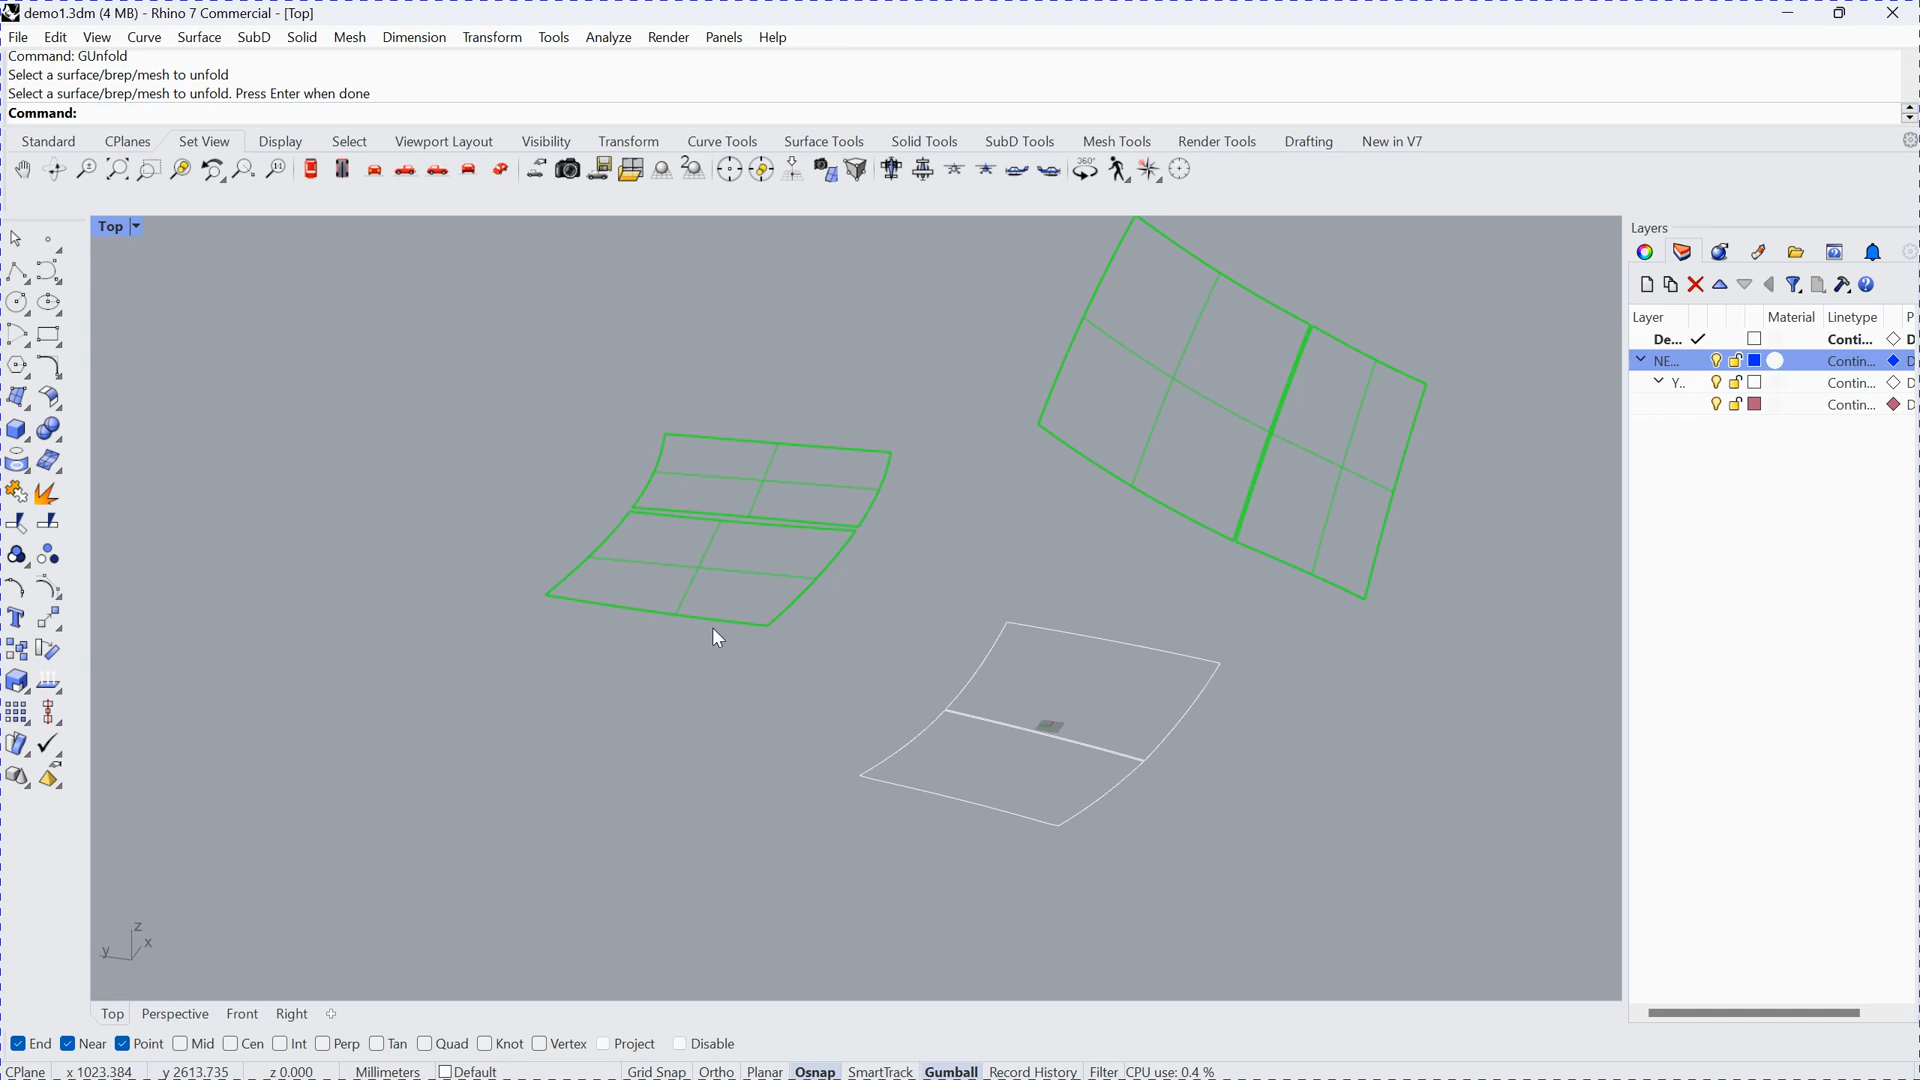 demo1.3dm (4 MB) - Rhino 7 Commercial - [Top]
File Edit View Curve Surface SubD Solid Mesh Dimension Transform Tools Analyze Render Panels Help
Command: GUnfold
Select a surface/brep/mesh to unfold
Select a surface/brep/mesh to unfold. Press Enter when done
Command:
Standard CPlanes Set View Display Select Viewport Layout Visibility Transform Curve Tools Surface Tools Solid Tools SubD Tools Mesh Tools Render Tools Drafting New in V7
1:1 2 360°
Top
Layers
Layer Material Linetype P
De... Conti... D
NE... Contin... D
Y.. Contin... D
Contin... D
z
y x
Top Perspective Front Right
End Near Point Mid Cen Int Perp Tan Quad Knot Vertex Project Disable
CPlane x 1023.384 y 2613.735 z 0.000 Millimeters Default Grid Snap Ortho Planar Osnap SmartTrack Gumball Record History Filter CPU use: 0.4 %